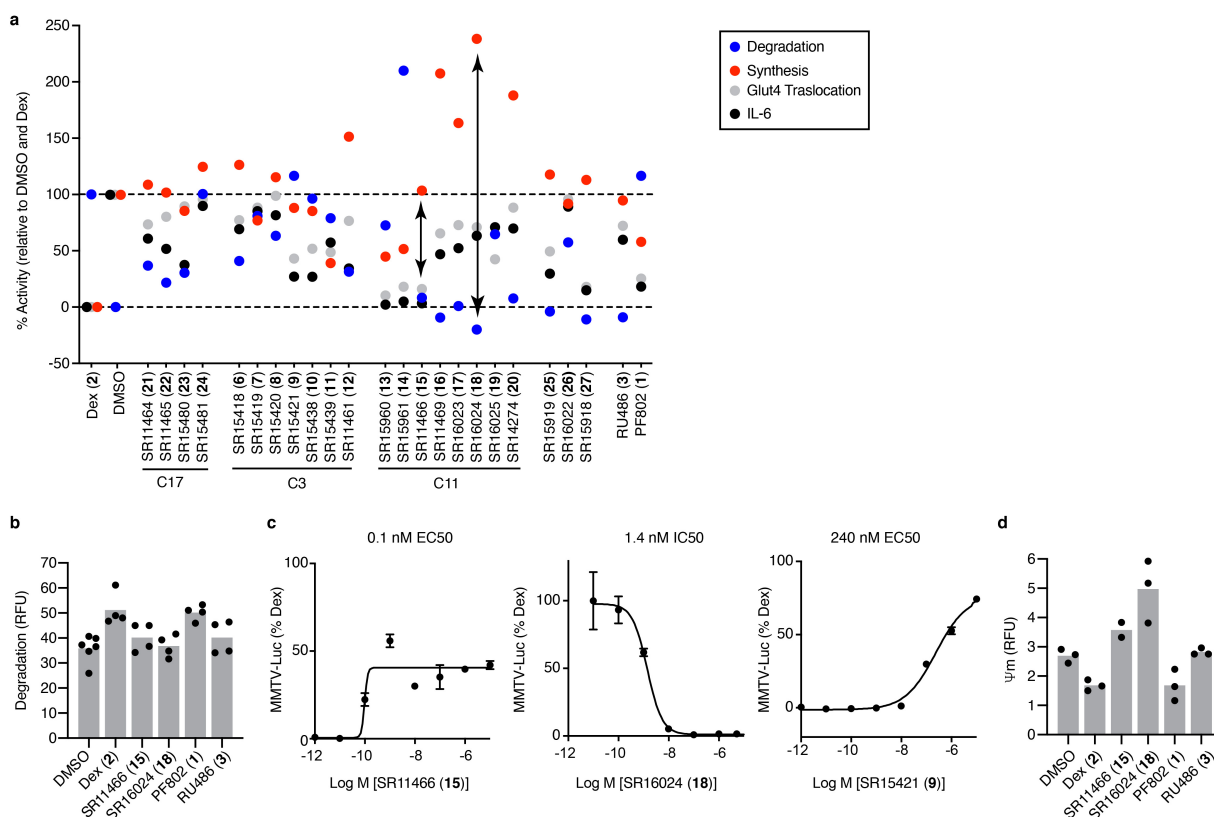 a
250
200
150
100
50
0
-50
% Activity (relative to DMSO and Dex)
Degradation
Synthesis
Glut4 Traslocation
IL-6
Dex (2)
DMSO
SR11464 (21)
SR11465 (22)
SR15480 (23)
SR15481 (24)
SR15418 (6)
SR15419 (7)
SR15420 (8)
SR15421 (9)
SR15438 (10)
SR15439 (11)
SR11461 (12)
SR15960 (13)
SR15961 (14)
SR11466 (15)
SR11469 (16)
SR16023 (17)
SR16024 (18)
SR16025 (19)
SR14274 (20)
SR15919 (25)
SR16022 (26)
SR15918 (27)
RU486 (3)
PF802 (1)
C17
C3
C11
b
70
60
50
40
30
20
10
0
Degradation (RFU)
DMSO
Dex (2)
SR11466 (15)
SR16024 (18)
PF802 (1)
RU486 (3)
c
0.1 nM EC50
100
50
0
MMTV-Luc (% Dex)
-12 -10 -8 -6
Log M [SR11466 (15)]
1.4 nM IC50
100
50
0
MMTV-Luc (% Dex)
-12 -10 -8 -6
Log M [SR16024 (18)]
240 nM EC50
100
50
0
MMTV-Luc (% Dex)
-12 -10 -8 -6
Log M [SR15421 (9)]
d
6
5
4
3
2
1
0
Ψm (RFU)
DMSO
Dex (2)
SR11466 (15)
SR16024 (18)
PF802 (1)
RU486 (3)